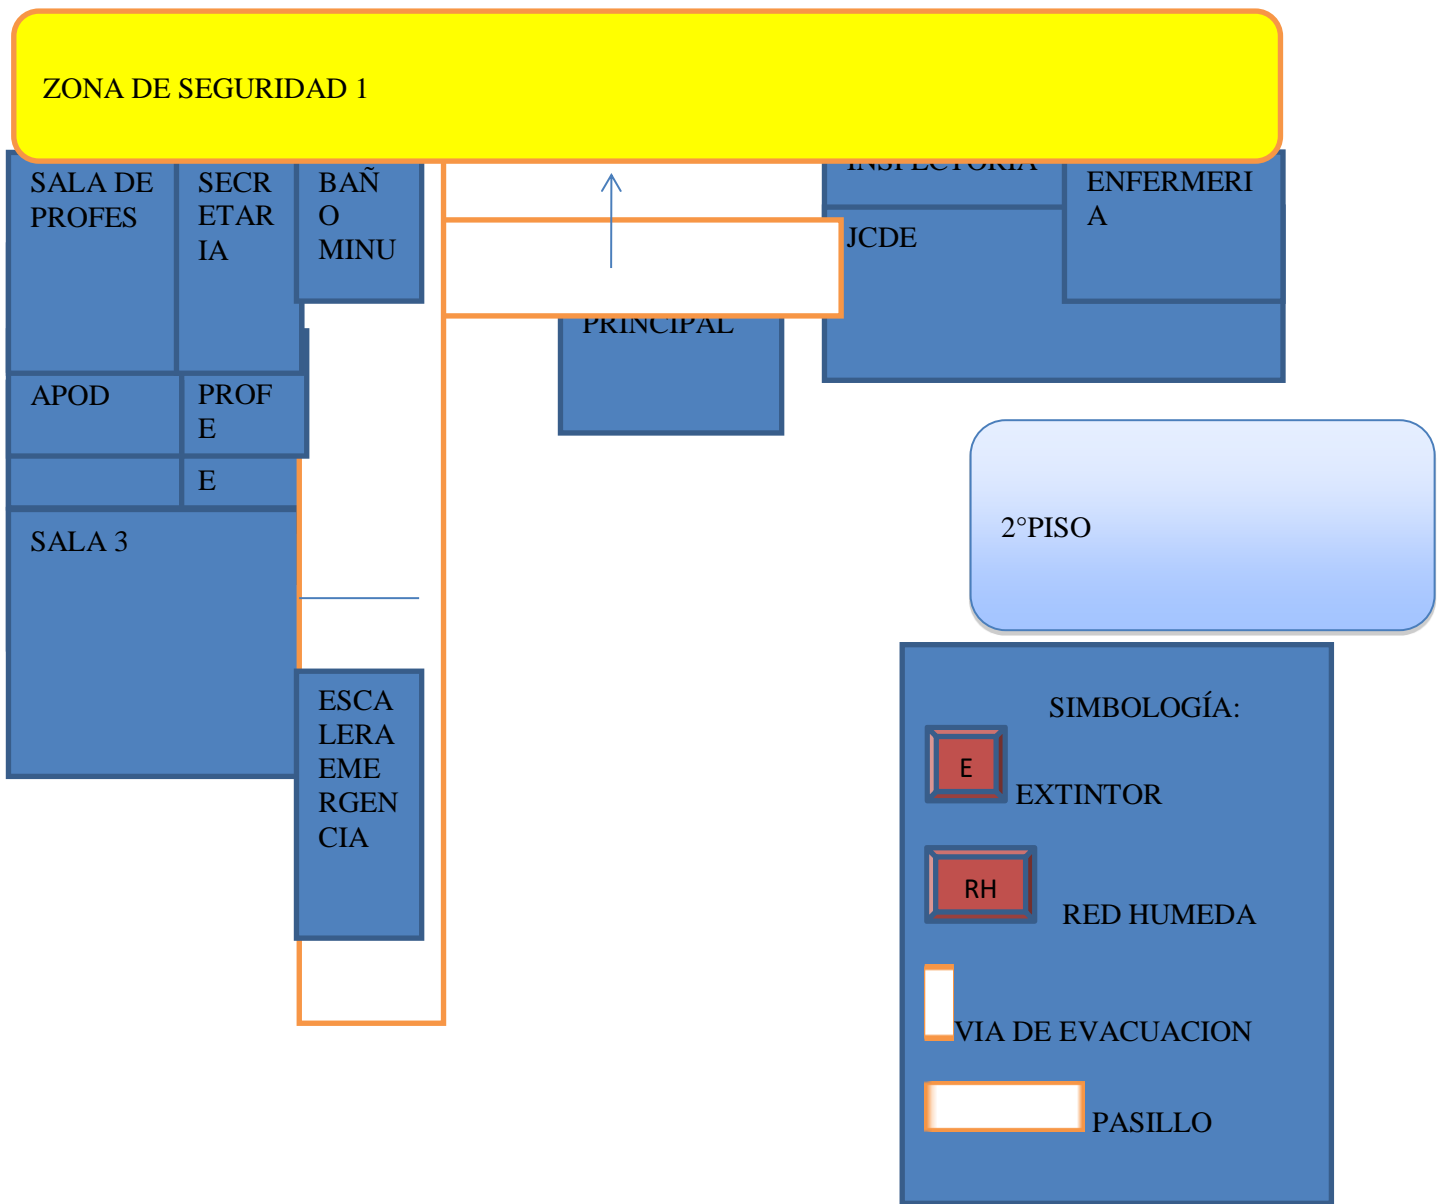 ZONA DE SEGURIDAD 1
SALA DE
PROFES
SECR
ETAR
IA
BAÑ
O
MINU
INSPECTORIA
ENFERMERI
A
JCDE
PRINCIPAL
APOD
PROF
E
E
SALA 3
2°PISO
ESCA
LERA
EME
RGEN
CIA
SIMBOLOGÍA:
E
EXTINTOR
RH
RED HUMEDA
VIA DE EVACUACION
PASILLO